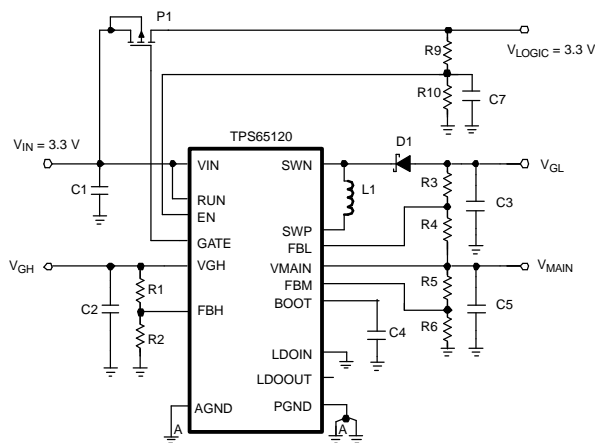 P1
R9
V_LOGIC = 3.3 V
R10
C7
TPS65120
D1
V_IN = 3.3 V
VIN
SWN
V_GL
C1
RUN
L1
R3
C3
EN
SWP
R4
GATE
FBL
V_GH
VGH
VMAIN
V_MAIN
R1
FBM
R5
C2
FBH
BOOT
C5
R2
C4
R6
LDOIN
LDOOUT
A
AGND
PGND
A